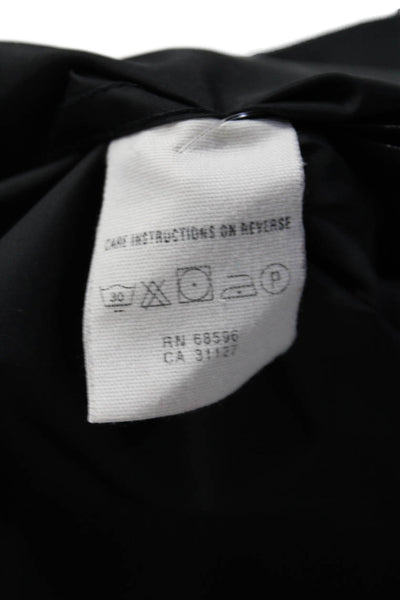 CARE INSTRUCTIONS ON REVERSE
30 P
RN 68596
CA 31127